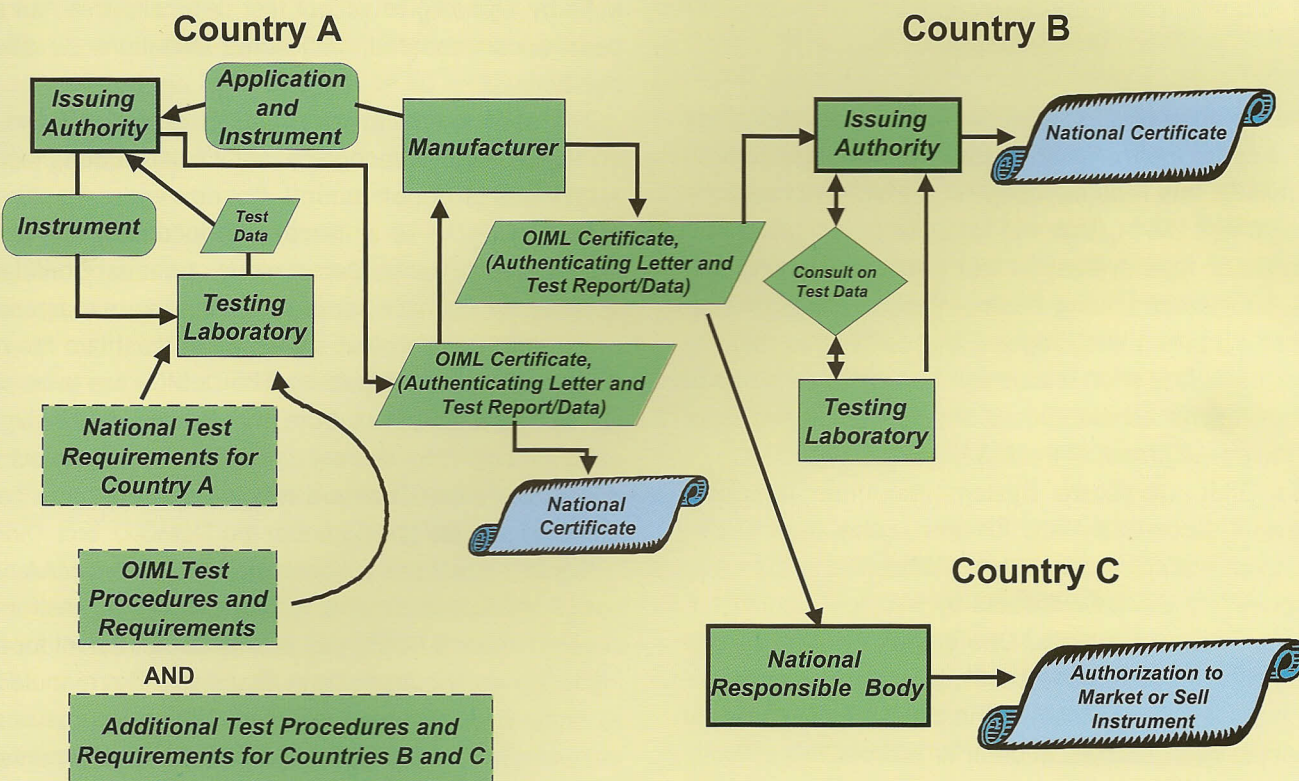 Country A
Issuing
Authority
Application
and
Instrument
Manufacturer
Instrument
Test
Data
Testing
Laboratory
OIML Certificate,
(Authenticating Letter and
Test Report/Data)
OIML Certificate,
(Authenticating Letter and
Test Report/Data)
National Test
Requirements for
Country A
National
Certificate
OIMLTest
Procedures and
Requirements
AND
Additional Test Procedures and
Requirements for Countries B and C
Country B
Issuing
Authority
National Certificate
Consult on
Test Data
Testing
Laboratory
Country C
National
Responsible Body
Authorization to
Market or Sell
Instrument